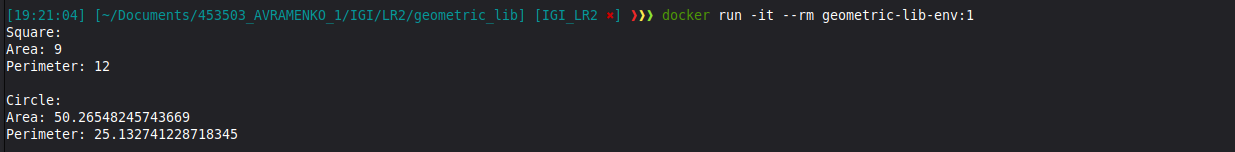 [19:21:04] [~/Documents/453503_AVRAMENKO_1/IGI/LR2/geometric_lib] [IGI_LR2 ✖] ❯❯❯ docker run -it --rm geometric-lib-env:1
Square:
Area: 9
Perimeter: 12
Circle:
Area: 50.26548245743669
Perimeter: 25.132741228718345